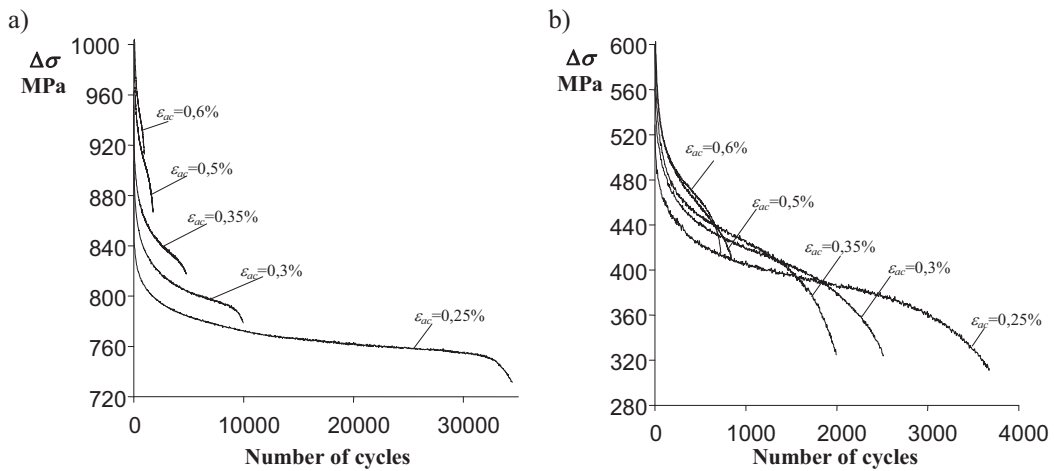 a)
1000
Δσ
MPa
960
920
880
840
800
760
720
εac=0,6%
εac=0,5%
εac=0,35%
εac=0,3%
εac=0,25%
0 10000 20000 30000
Number of cycles
b)
600
Δσ
MPa
560
520
480
440
400
360
320
280
εac=0,6%
εac=0,5%
εac=0,35%
εac=0,3%
εac=0,25%
0 1000 2000 3000 4000
Number of cycles